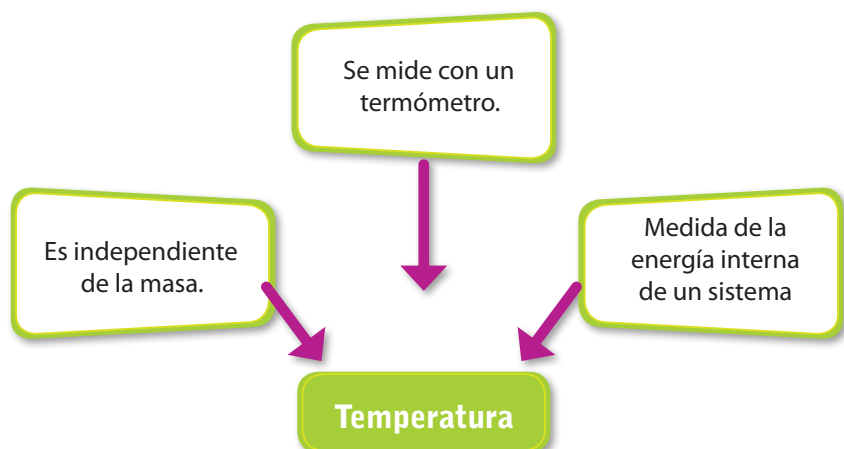 Se mide con un
termómetro.
Es independiente
de la masa.
Medida de la
energía interna
de un sistema
Temperatura